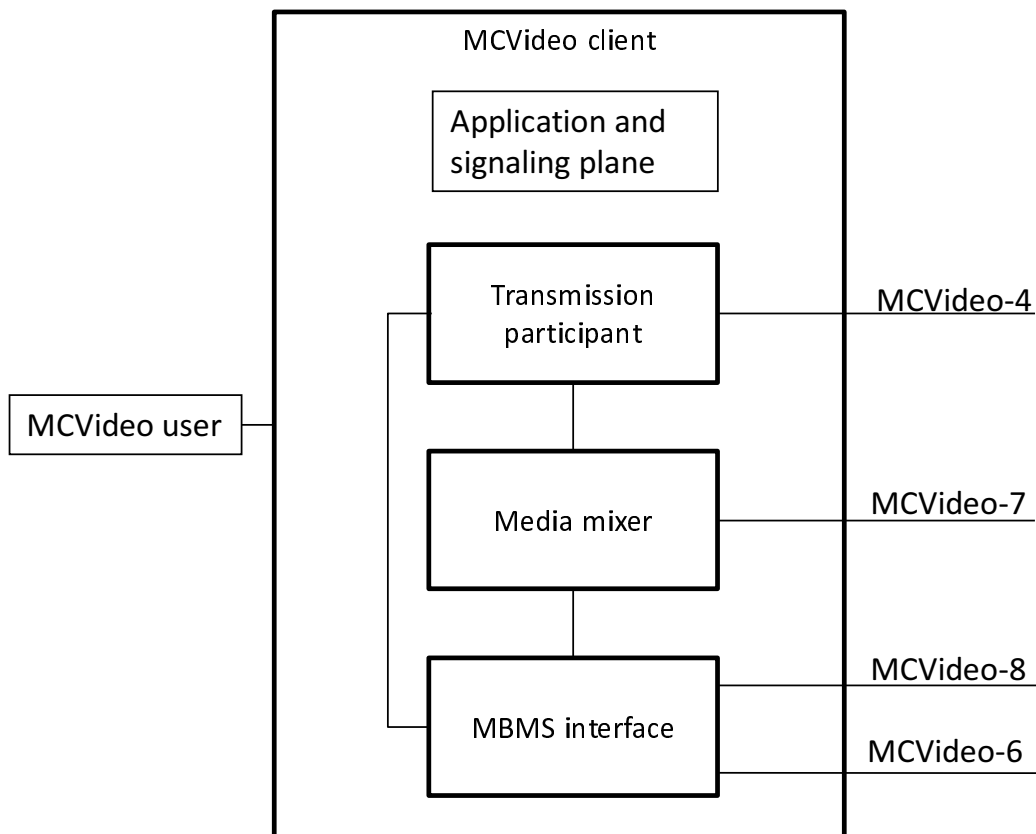 MCVideo client
Application and
signaling plane
Transmission
participant
MCVideo-4
MCVideo user
Media mixer
MCVideo-7
MBMS interface
MCVideo-8
MCVideo-6